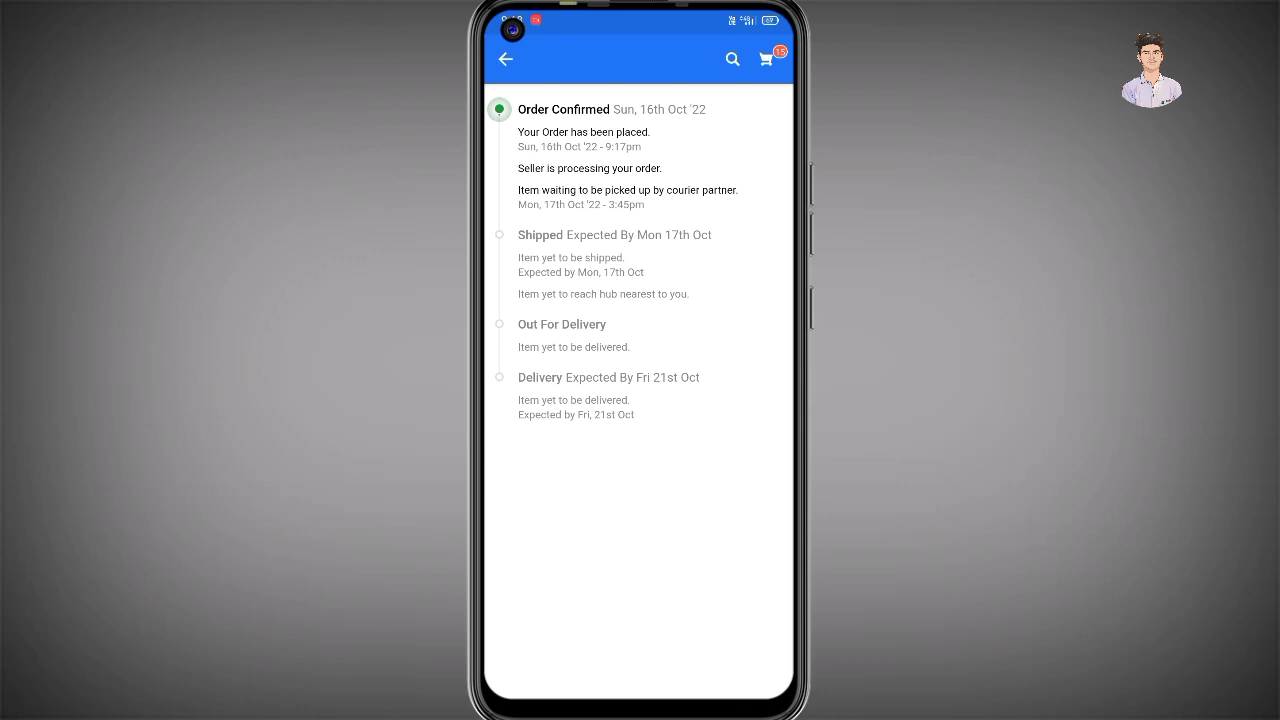 15
69
Order Confirmed Sun, 16th Oct '22
Your Order has been placed.
Sun, 16th Oct '22 - 9:17pm
Seller is processing your order.
Item waiting to be picked up by courier partner.
Mon, 17th Oct '22 - 3:45pm
Shipped Expected By Mon 17th Oct
Item yet to be shipped.
Expected by Mon, 17th Oct
Item yet to reach hub nearest to you.
Out For Delivery
Item yet to be delivered.
Delivery Expected By Fri 21st Oct
Item yet to be delivered.
Expected by Fri, 21st Oct